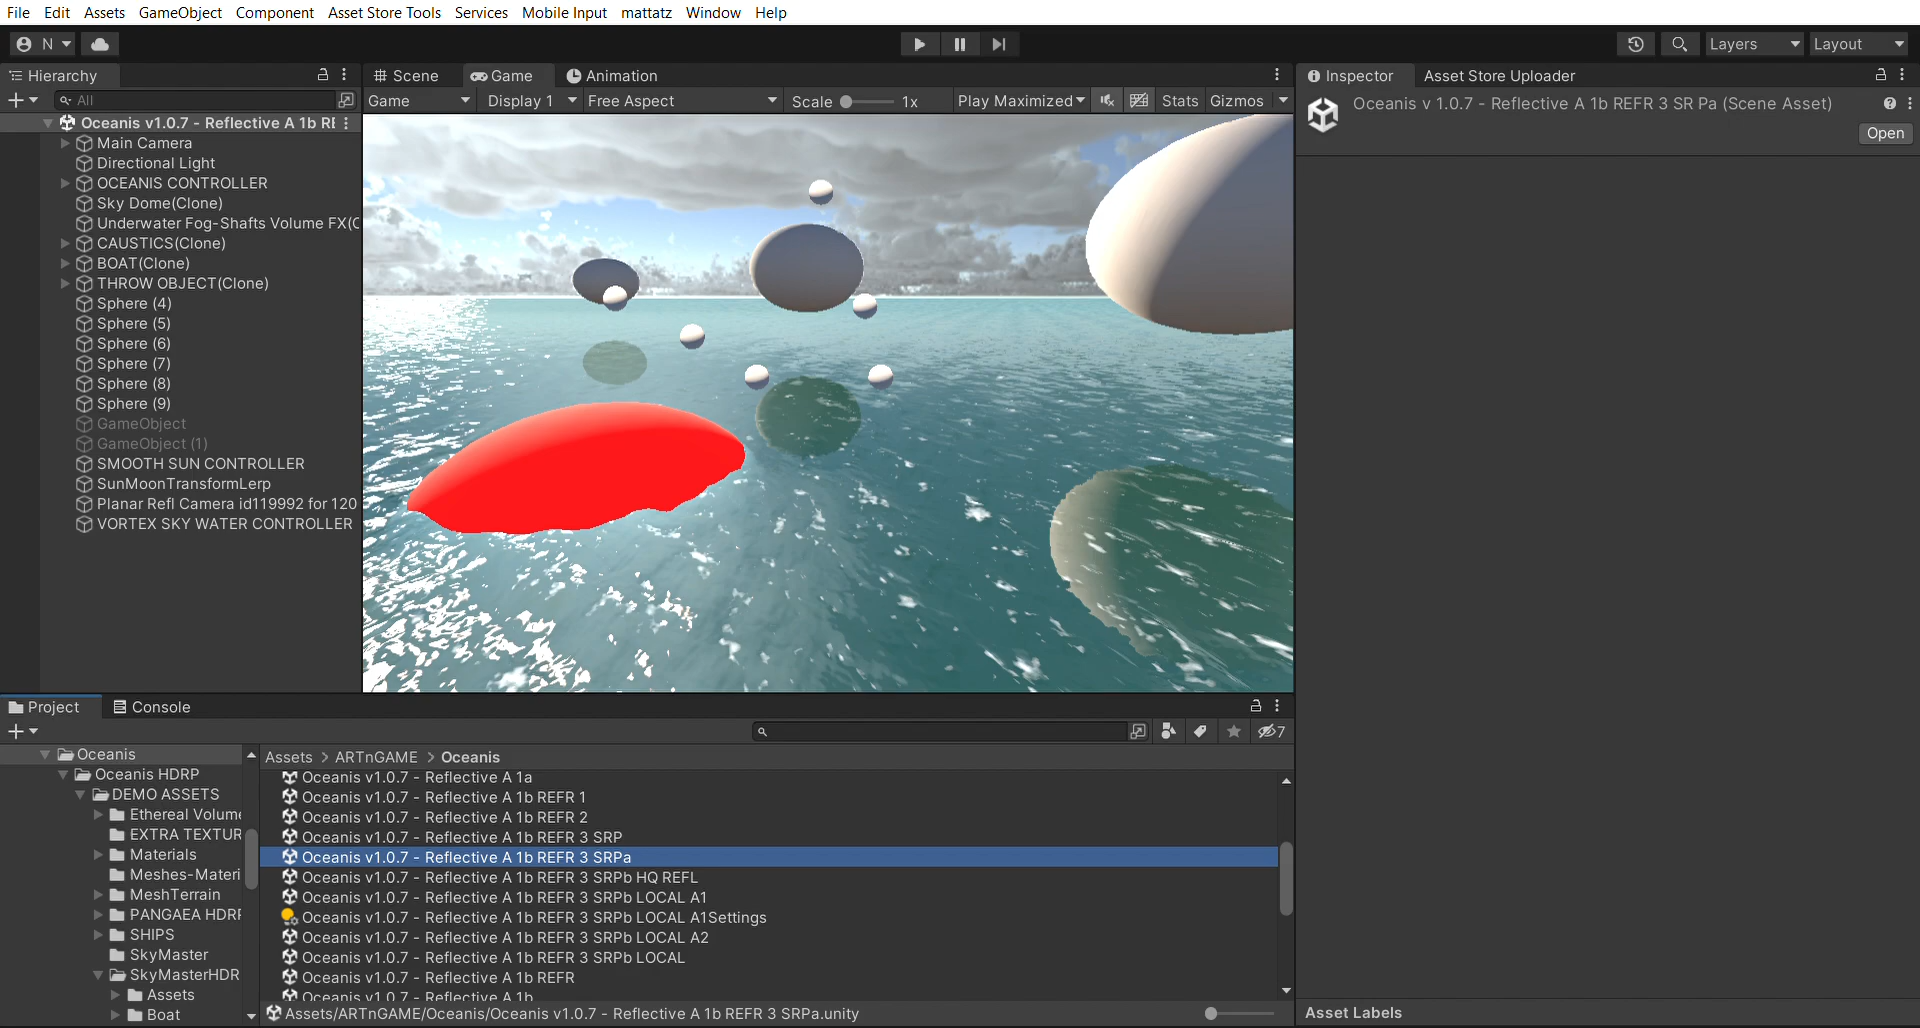 File Edit Assets GameObject Component Asset Store Tools Services Mobile Input mattatz Window Help
N Layers Layout
Hierarchy
All
Oceanis v1.0.7 - Reflective A 1b RE
Main Camera
Directional Light
OCEANIS CONTROLLER
Sky Dome(Clone)
Underwater Fog-Shafts Volume FX(C
CAUSTICS(Clone)
BOAT(Clone)
THROW OBJECT(Clone)
Sphere (4)
Sphere (5)
Sphere (6)
Sphere (7)
Sphere (8)
Sphere (9)
GameObject
GameObject (1)
SMOOTH SUN CONTROLLER
SunMoonTransformLerp
Planar Refl Camera id119992 for 120
VORTEX SKY WATER CONTROLLER
Scene Game Animation
Game Display 1 Free Aspect Scale 1x Play Maximized Stats Gizmos
Inspector Asset Store Uploader
Oceanis v 1.0.7 - Reflective A 1b REFR 3 SR Pa (Scene Asset)
Open
Project Console
7
Oceanis
Oceanis HDRP
DEMO ASSETS
Ethereal Volume
EXTRA TEXTUR
Materials
Meshes-Materi
MeshTerrain
PANGAEA HDRP
SHIPS
SkyMaster
SkyMasterHDR
Assets
Boat
Assets > ARTnGAME > Oceanis
Oceanis v1.0.7 - Reflective A 1a
Oceanis v1.0.7 - Reflective A 1b REFR 1
Oceanis v1.0.7 - Reflective A 1b REFR 2
Oceanis v1.0.7 - Reflective A 1b REFR 3 SRP
Oceanis v1.0.7 - Reflective A 1b REFR 3 SRPa
Oceanis v1.0.7 - Reflective A 1b REFR 3 SRPb HQ REFL
Oceanis v1.0.7 - Reflective A 1b REFR 3 SRPb LOCAL A1
Oceanis v1.0.7 - Reflective A 1b REFR 3 SRPb LOCAL A1Settings
Oceanis v1.0.7 - Reflective A 1b REFR 3 SRPb LOCAL A2
Oceanis v1.0.7 - Reflective A 1b REFR 3 SRPb LOCAL
Oceanis v1.0.7 - Reflective A 1b REFR
Oceanis v1.0.7 - Reflective A 1b
Assets/ARTnGAME/Oceanis/Oceanis v1.0.7 - Reflective A 1b REFR 3 SRPa.unity
Asset Labels